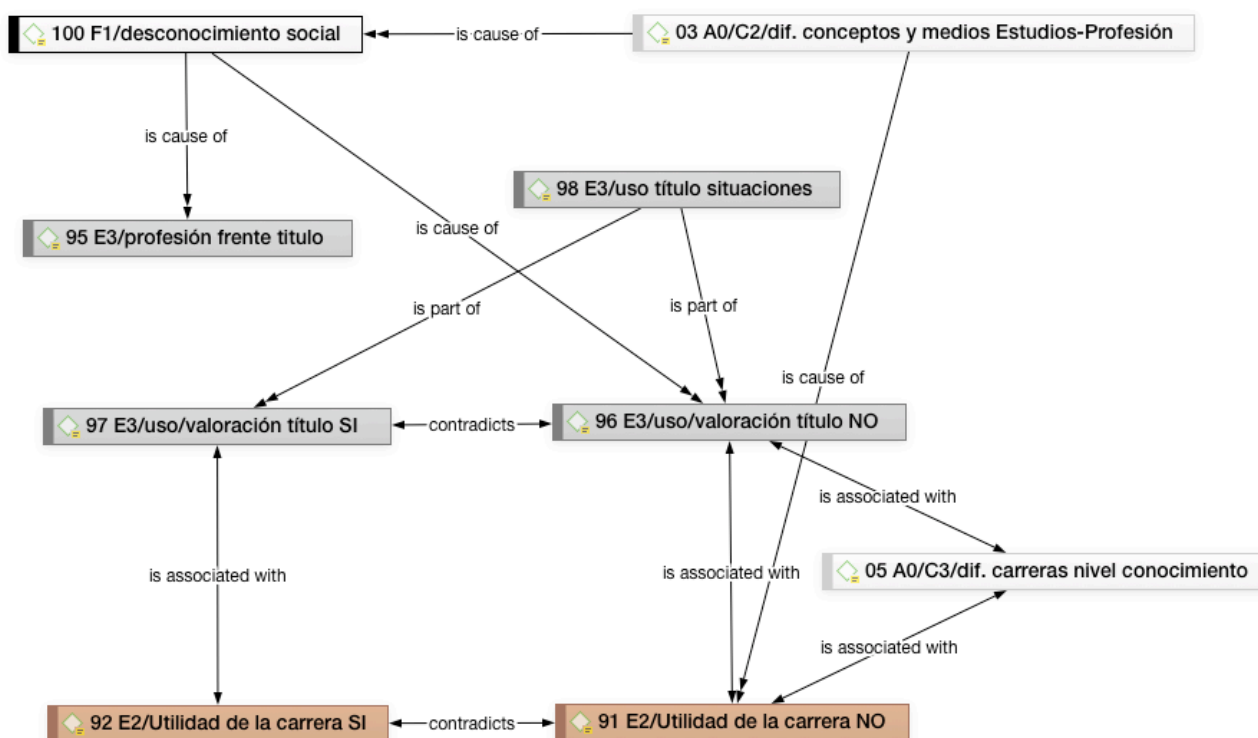 100 F1/desconocimiento social
is cause of
03 A0/C2/dif. conceptos y medios Estudios-Profesión
is cause of
98 E3/uso título situaciones
95 E3/profesión frente titulo
is cause of
is part of
is part of
is cause of
97 E3/uso/valoración título SI
contradicts
96 E3/uso/valoración título NO
is associated with
is associated with
is associated with
05 A0/C3/dif. carreras nivel conocimiento
is associated with
92 E2/Utilidad de la carrera SI
contradicts
91 E2/Utilidad de la carrera NO